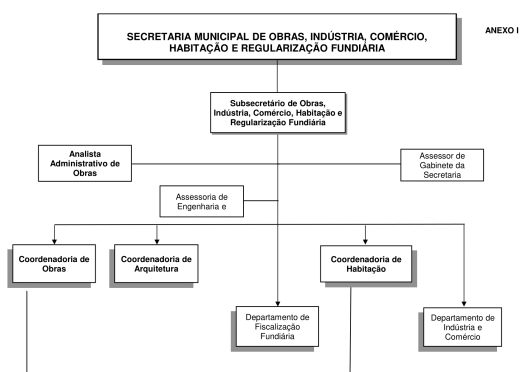 ANEXO I
SECRETARIA MUNICIPAL DE OBRAS, INDÚSTRIA, COMÉRCIO,
HABITAÇÃO E REGULARIZAÇÃO FUNDIÁRIA
Subsecretário de Obras,
Indústria, Comércio, Habitação e
Regularização Fundiária
Analista
Administrativo de
Obras
Assessor de
Gabinete da
Secretaria
Assessoria de
Engenharia e
Coordenadoria de
Obras
Coordenadoria de
Arquitetura
Coordenadoria de
Habitação
Departamento de
Fiscalização
Fundiária
Departamento de
Indústria e
Comércio